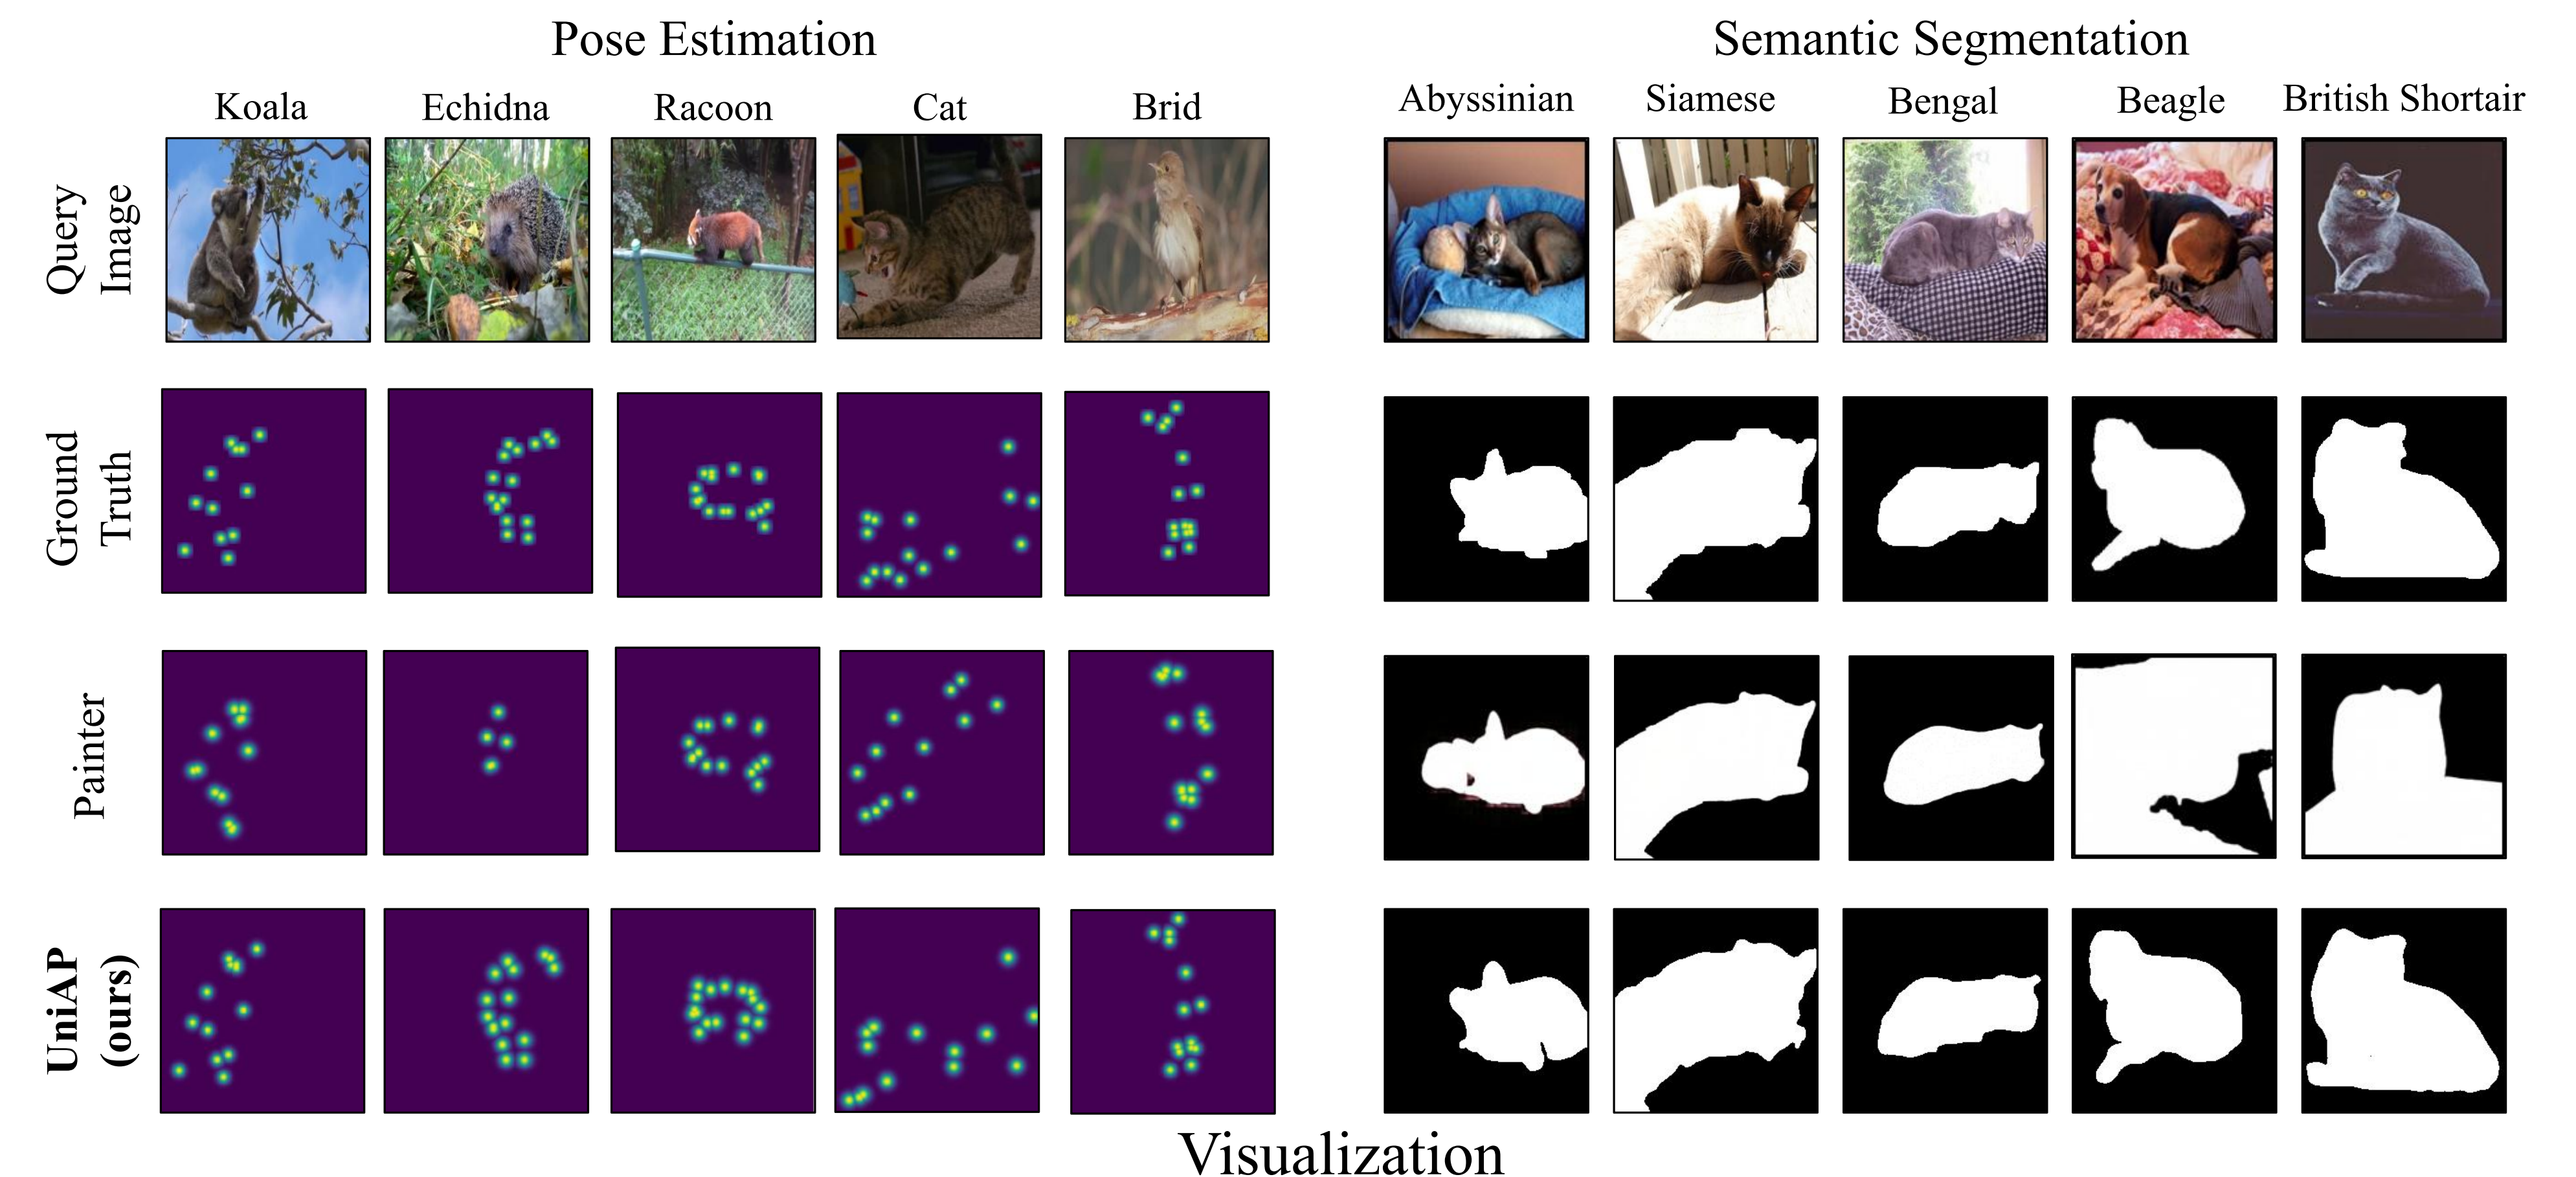 Pose Estimation
Semantic Segmentation
Koala
Echidna
Racoon
Cat
Brid
Abyssinian
Siamese
Bengal
Beagle
British Shortair
Query
Image
Ground
Truth
Painter
UniAP
(ours)
Visualization